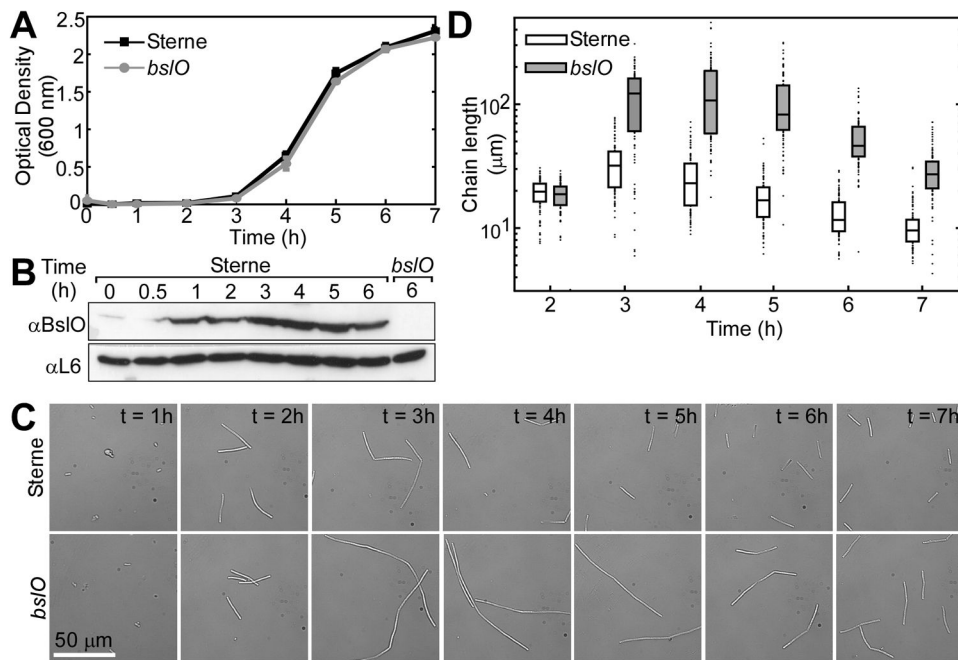 A
Sterne
bslO
Optical Density
(600 nm)
2.5
2
1.5
1
0.5
0
0 1 2 3 4 5 6 7
Time (h)
B
Time
(h)
Sterne
bslO
0 0.5 1 2 3 4 5 6 6
αBslO
αL6
D
Sterne
bslO
Chain length
(μm)
10²
10¹
2 3 4 5 6 7
Time (h)
C
t = 1h t = 2h t = 3h t = 4h t = 5h t = 6h t = 7h
Sterne
bslO
50 μm